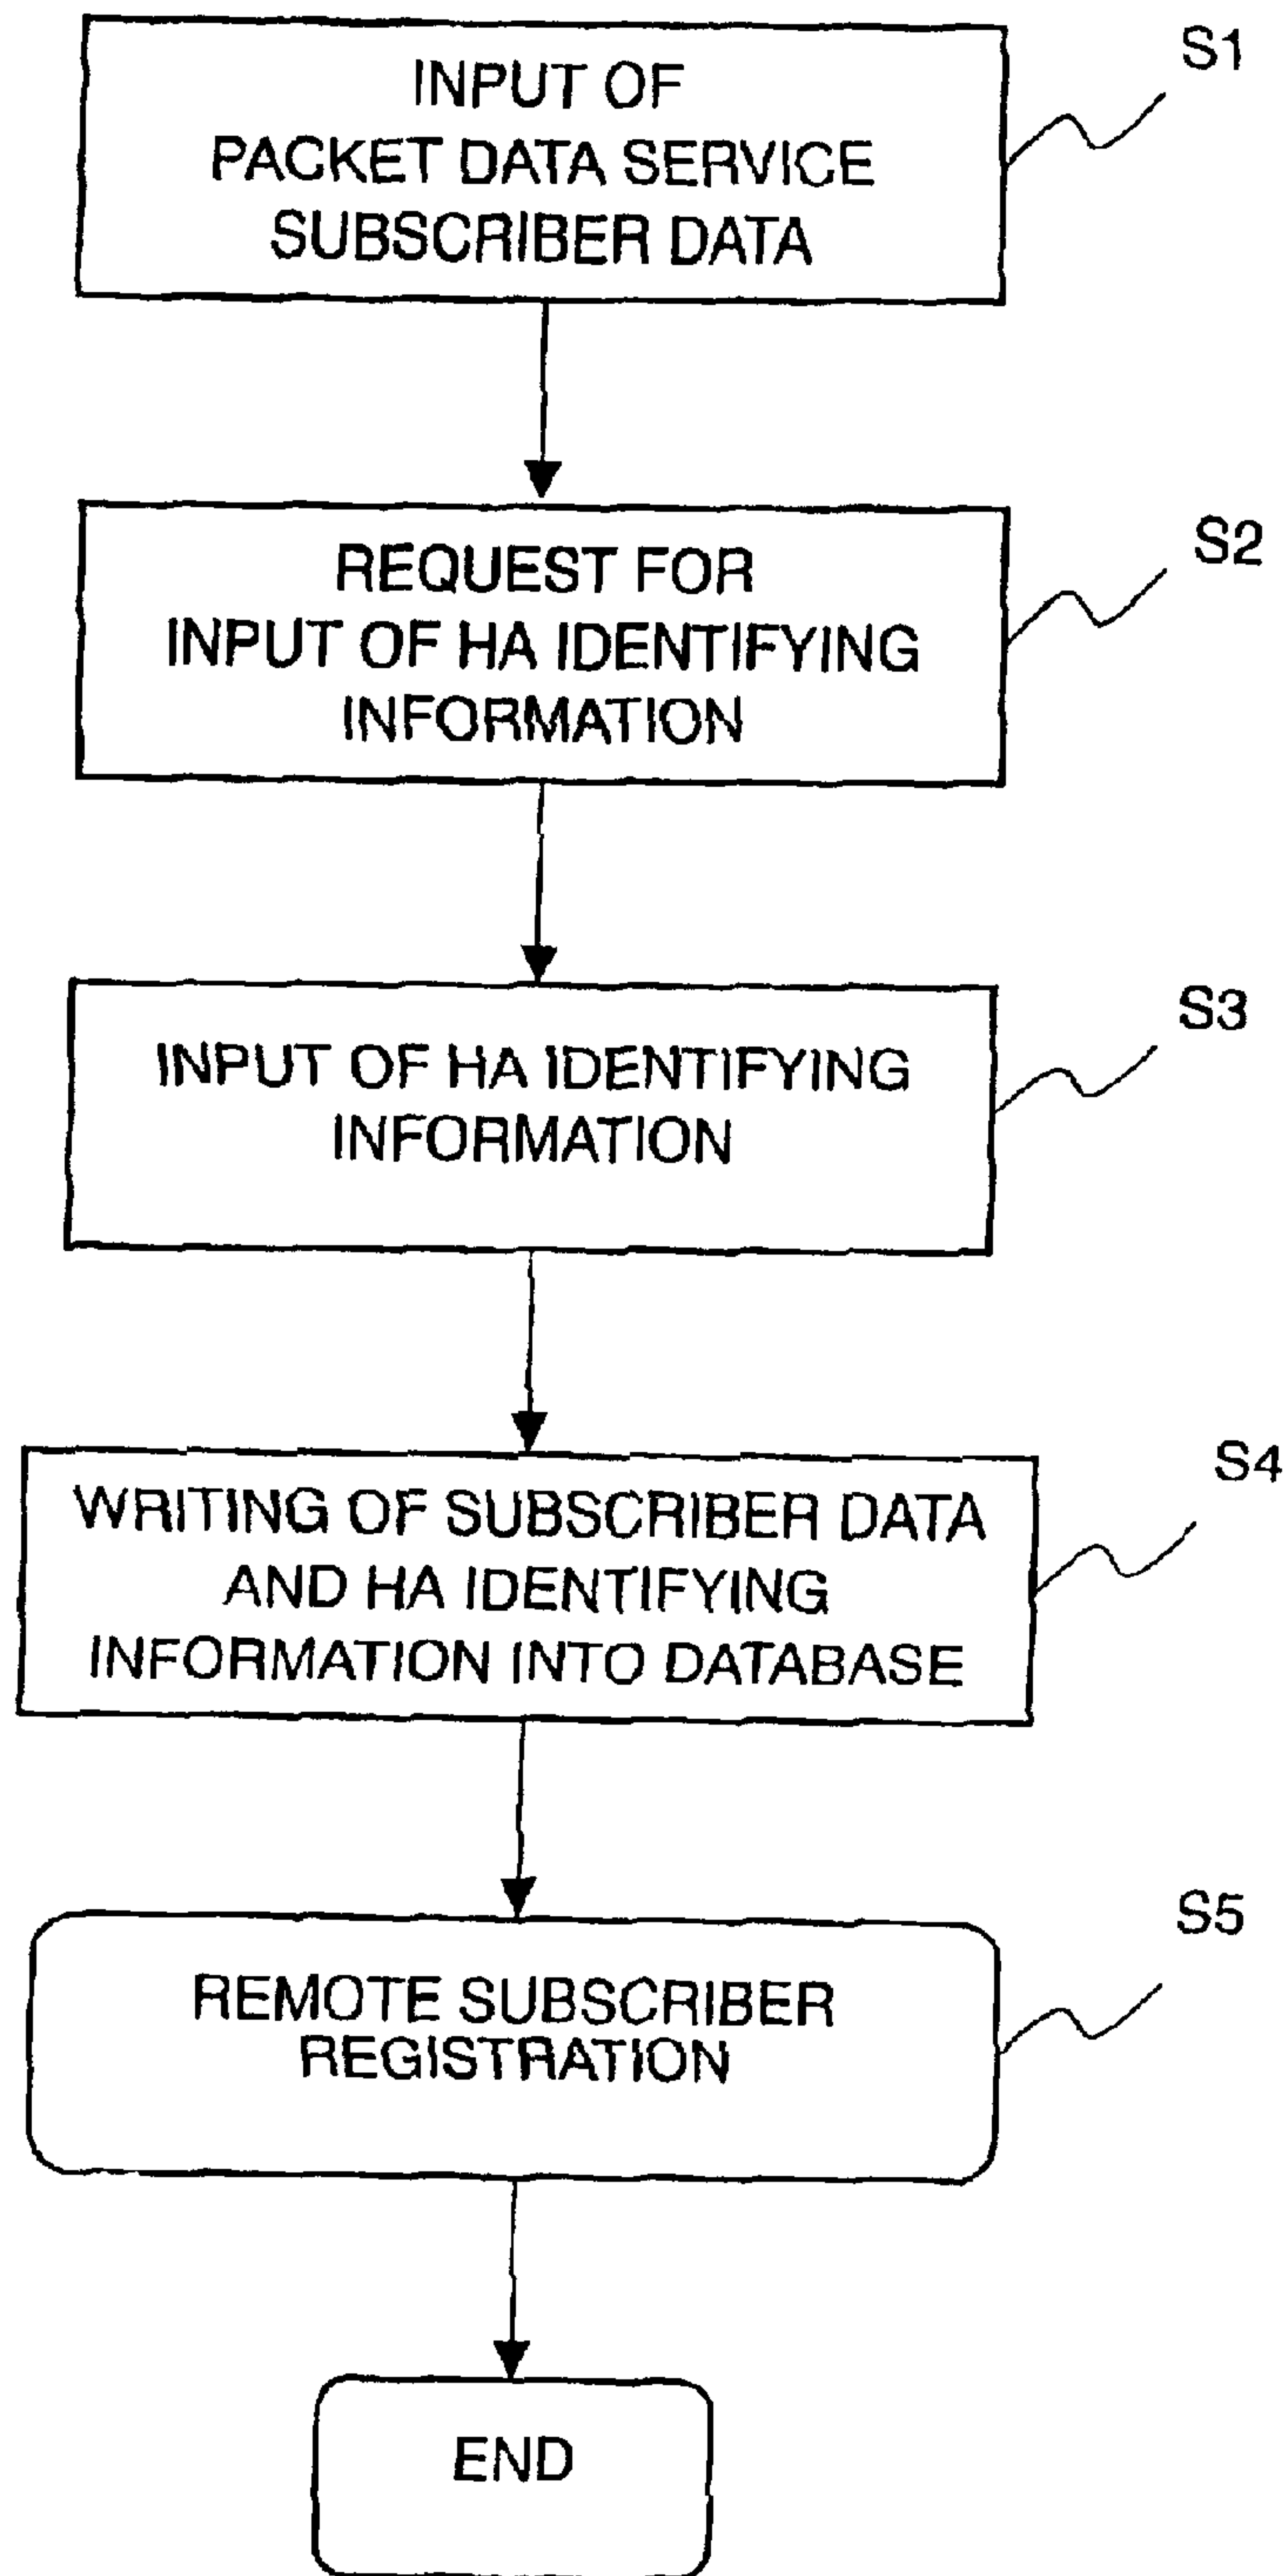 S1
INPUT OF
PACKET DATA SERVICE
SUBSCRIBER DATA
S2
REQUEST FOR
INPUT OF HA IDENTIFYING
INFORMATION
S3
INPUT OF HA IDENTIFYING
INFORMATION
S4
WRITING OF SUBSCRIBER DATA
AND HA IDENTIFYING
INFORMATION INTO DATABASE
S5
REMOTE SUBSCRIBER
REGISTRATION
END